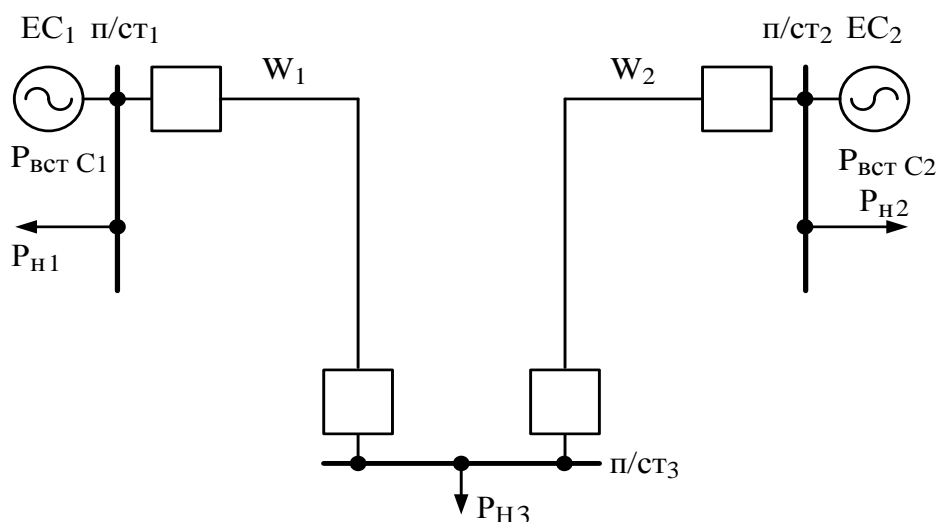 ЕС₁ п/ст₁
W₁
W₂
п/ст₂ ЕС₂
Pвст С1
Pвст С2
Pн1
Pн2
п/ст₃
Pн3